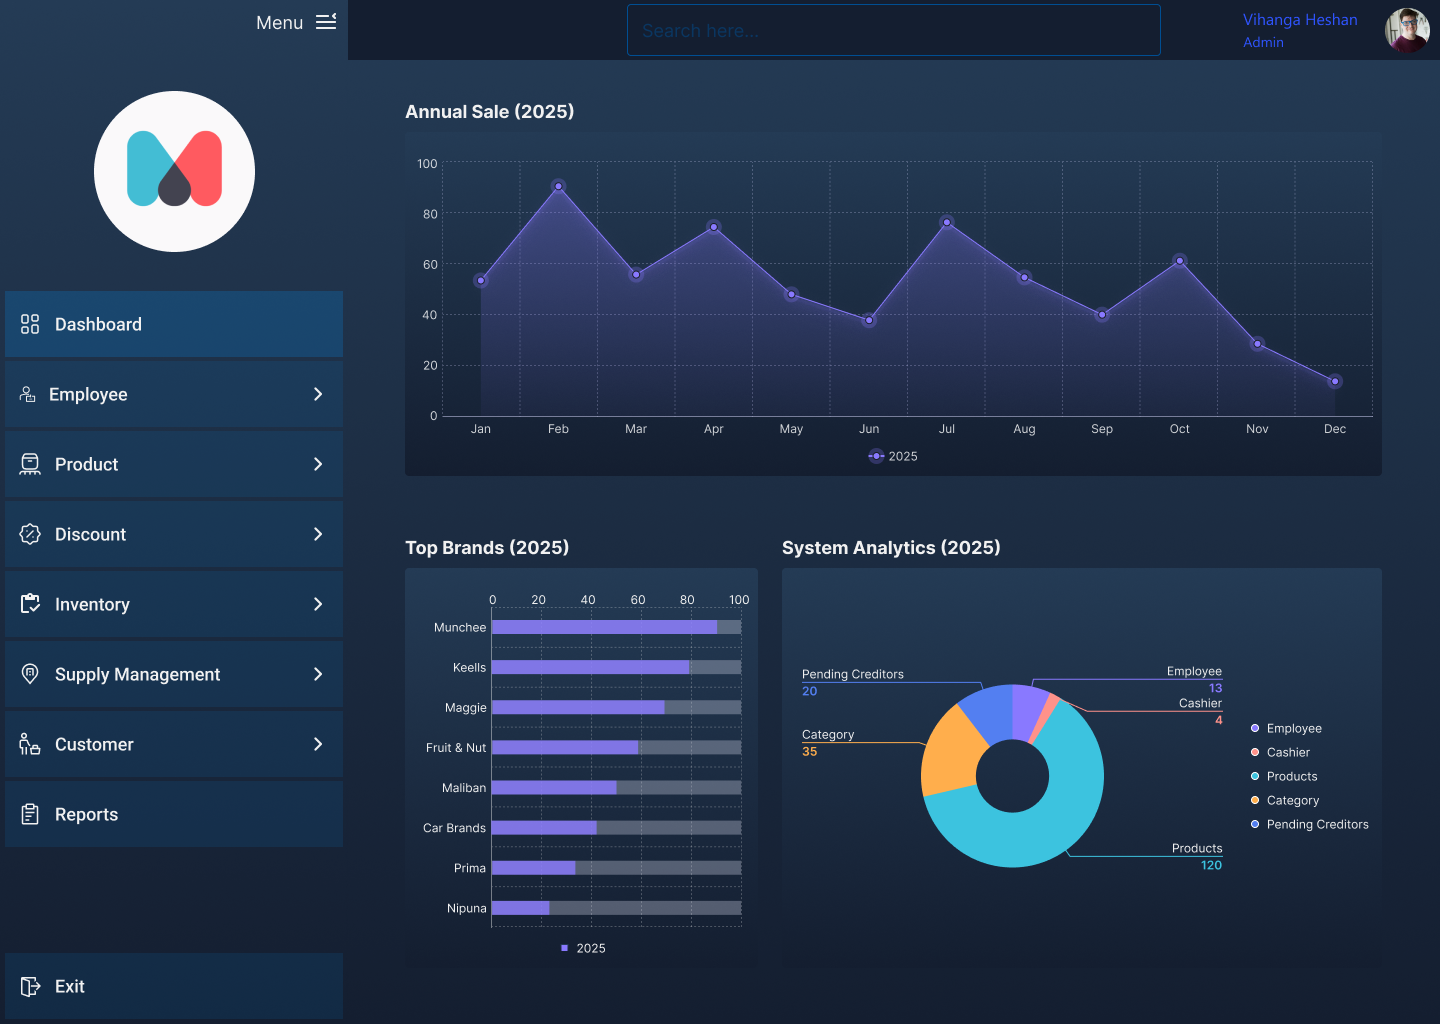 Menu
Search here...
Vihanga Heshan
Admin
Dashboard
Employee
Product
Discount
Inventory
Supply Management
Customer
Reports
Exit
Annual Sale (2025)
100
80
60
40
20
0
Jan Feb Mar Apr May Jun Jul Aug Sep Oct Nov Dec
2025
Top Brands (2025)
0 20 40 60 80 100
Munchee
Keells
Maggie
Fruit & Nut
Maliban
Car Brands
Prima
Nipuna
2025
System Analytics (2025)
Pending Creditors
20
Category
35
Employee
13
Cashier
4
Products
120
Employee
Cashier
Products
Category
Pending Creditors